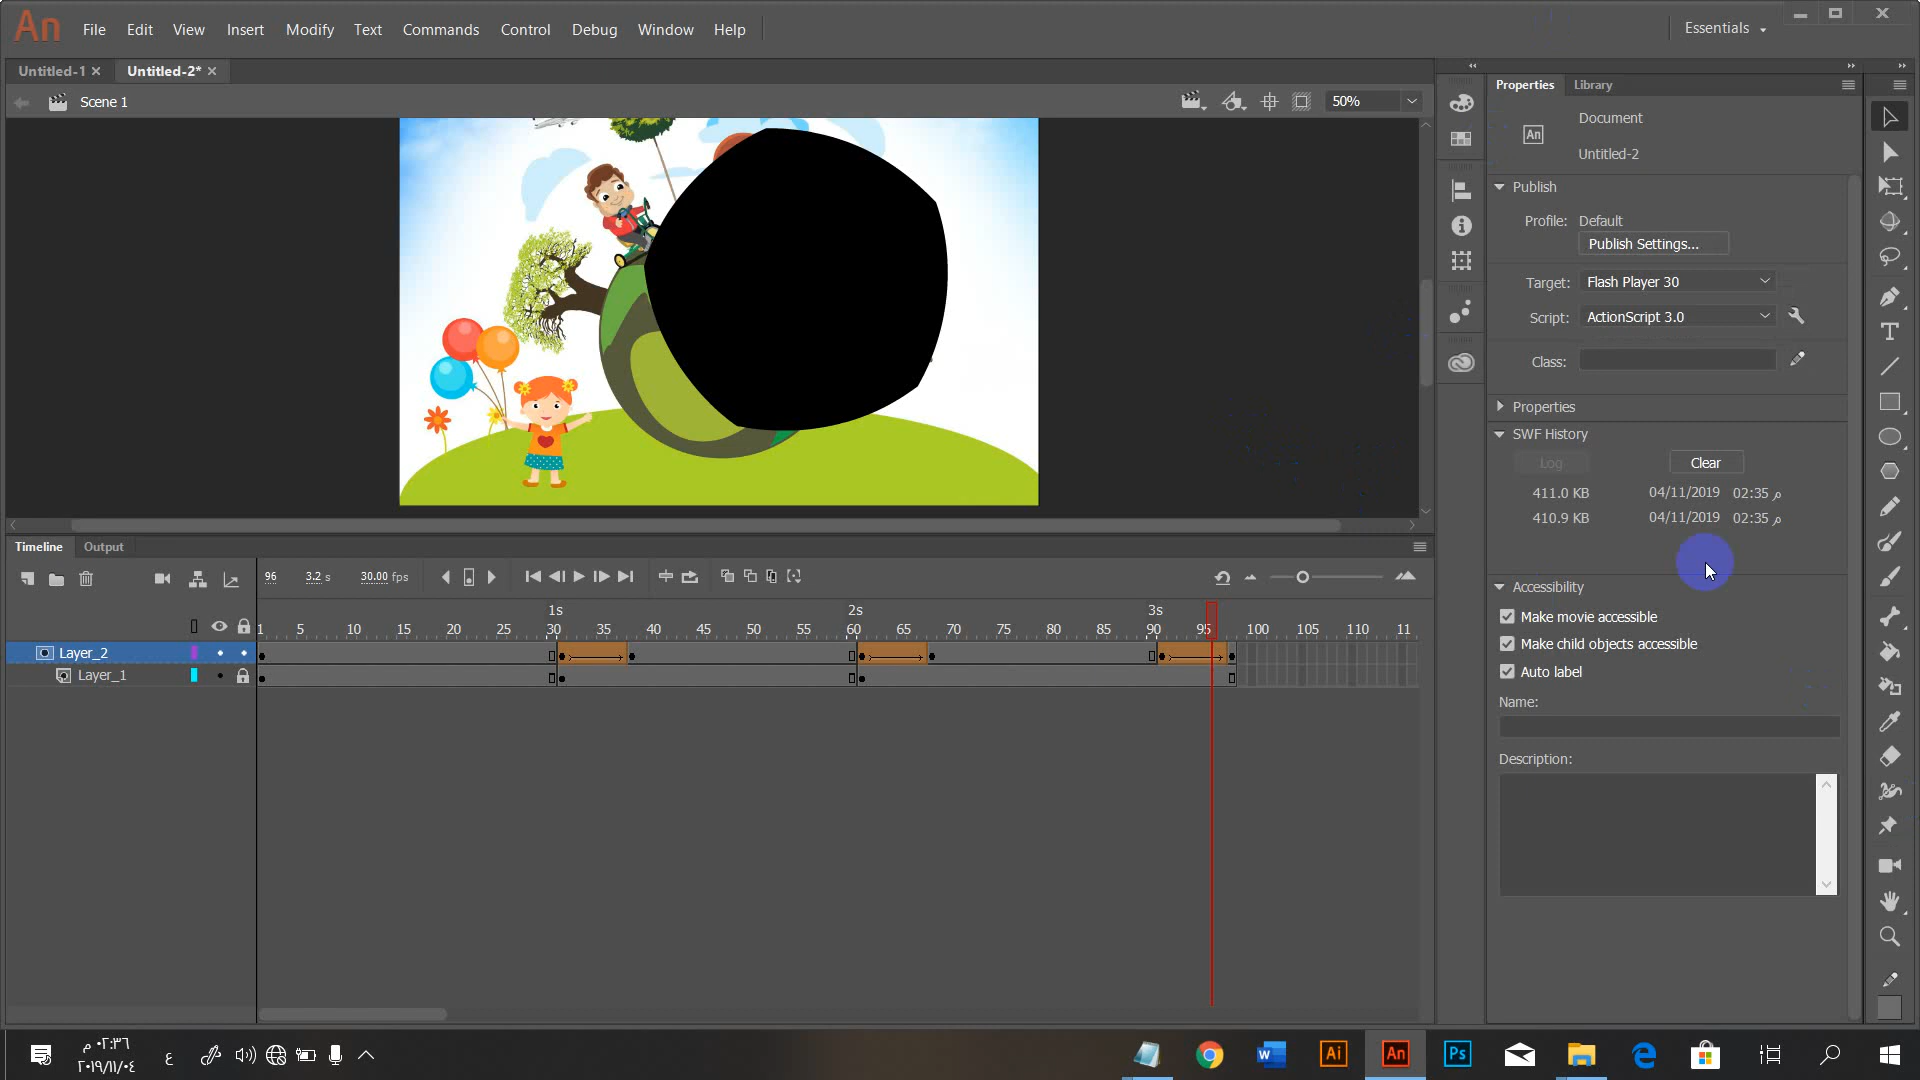 An File Edit View Insert Modify Text Commands Control Debug Window Help Essentials
Untitled-1 × Untitled-2* ×
Scene 1 50%
Properties Library
An Document
Untitled-2
Publish
Profile: Default
Publish Settings...
Target: Flash Player 30
Script: ActionScript 3.0
Class:
Properties
SWF History
Log Clear
411.0 KB 04/11/2019 02:35 م
410.9 KB 04/11/2019 02:35 م
Accessibility
Make movie accessible
Make child objects accessible
Auto label
Name:
Description:
Timeline Output
96 3.2 s 30.00 fps
1s 2s 3s
1 5 10 15 20 25 30 35 40 45 50 55 60 65 70 75 80 85 90 95 100 105 110 11
Layer_2
Layer_1
٠٢:٣٦ م
٢٠١٩/١١/٠٤
ع
W Ai An Ps